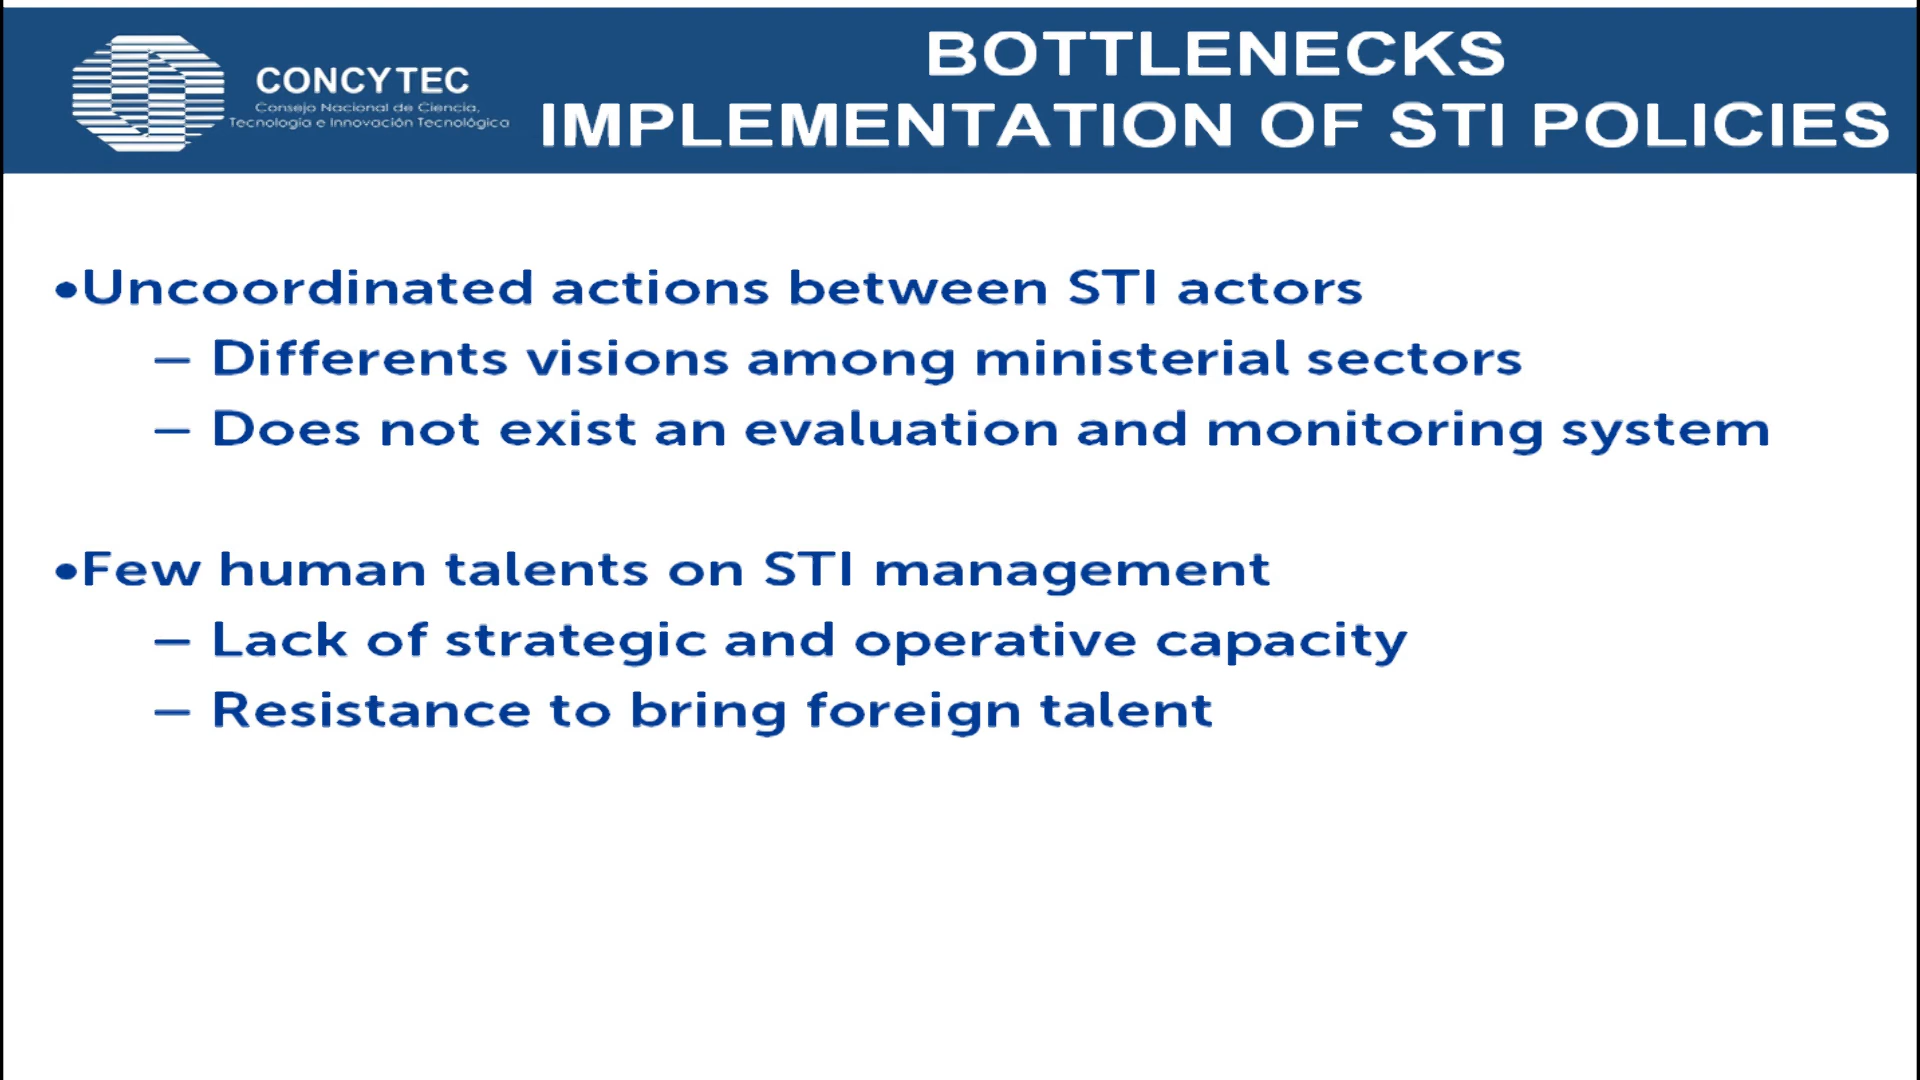 CONCYTEC
Consejo Nacional de Ciencia,
Tecnología e Innovación Tecnológica
BOTTLENECKS
IMPLEMENTATION OF STI POLICIES
•Uncoordinated actions between STI actors
– Differents visions among ministerial sectors
– Does not exist an evaluation and monitoring system
•Few human talents on STI management
– Lack of strategic and operative capacity
– Resistance to bring foreign talent